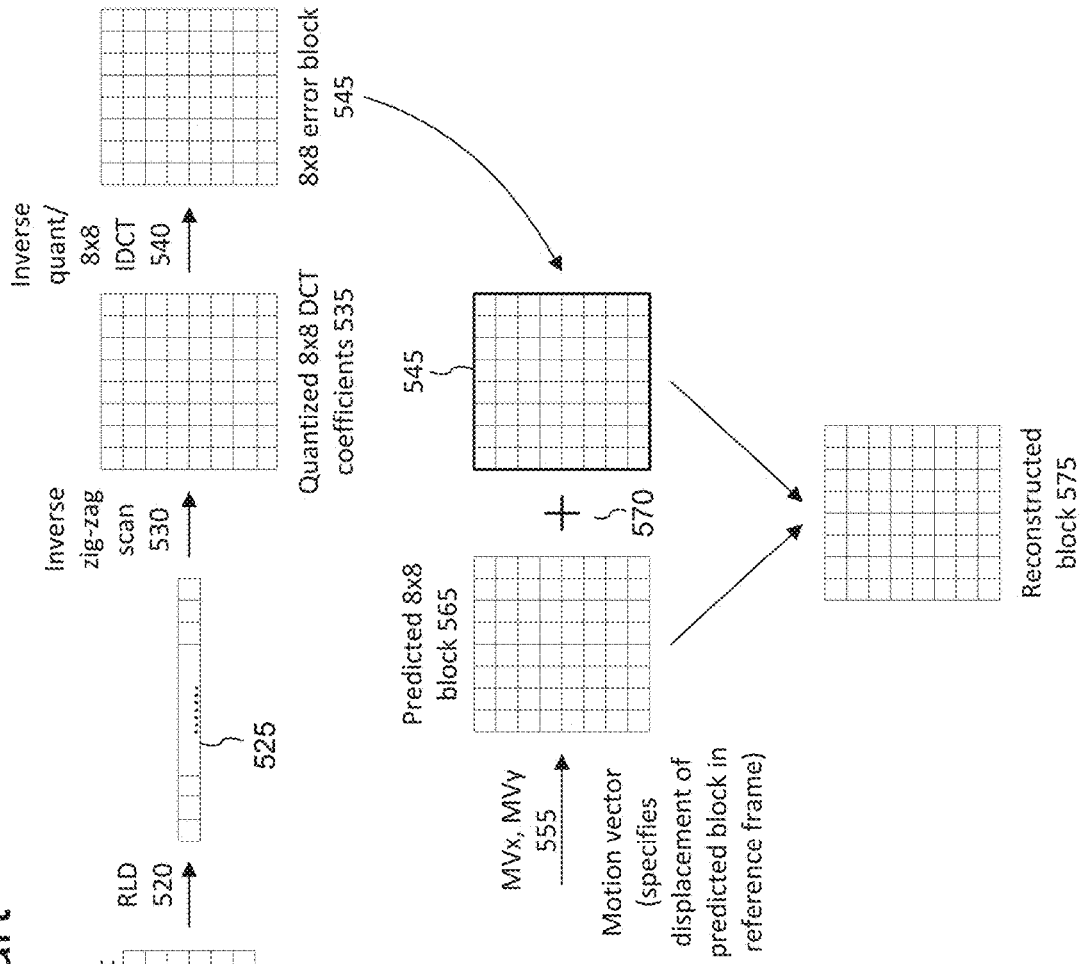 RLD
520
525
Inverse
zig-zag
scan
530
Quantized 8x8 DCT
coefficients 535
Inverse
quant/
8x8
IDCT
540
8x8 error block
545
MVx, MVy
555
Motion vector
(specifies
displacement of
predicted block in
reference frame)
Predicted 8x8
block 565
+
570
545
Reconstructed
block 575